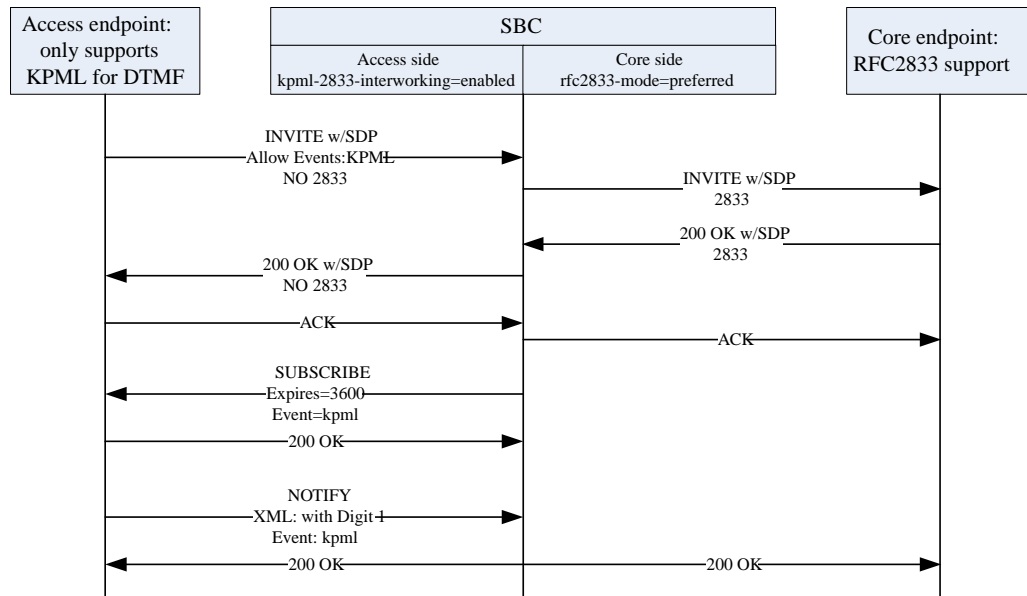 Access endpoint:
only supports
KPML for DTMF
SBC
Access side
kpml-2833-interworking=enabled
Core side
rfc2833-mode=preferred
Core endpoint:
RFC2833 support
INVITE w/SDP
Allow Events:KPML
NO 2833
INVITE w/SDP
2833
200 OK w/SDP
2833
200 OK w/SDP
NO 2833
ACK
ACK
SUBSCRIBE
Expires=3600
Event=kpml
200 OK
NOTIFY
XML: with Digit 1
Event: kpml
200 OK
200 OK